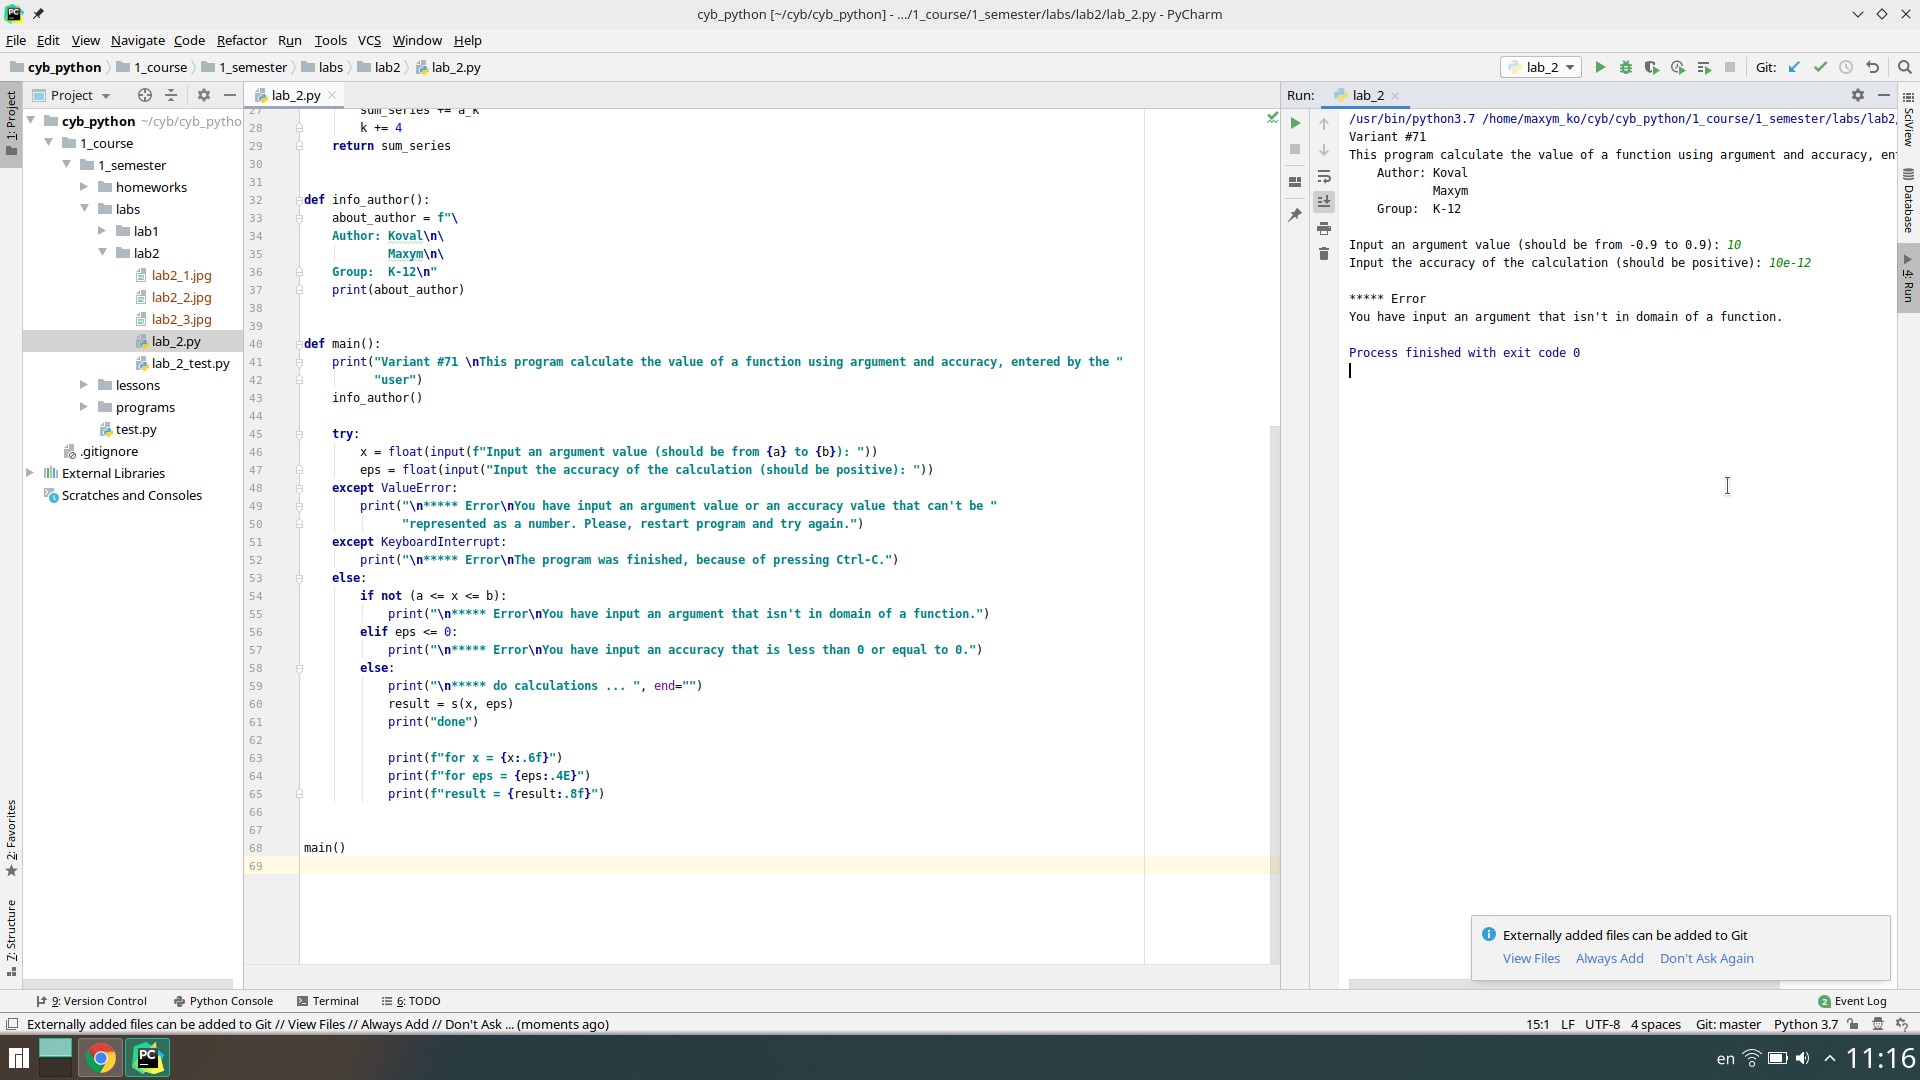 cyb_python [~/cyb/cyb_python] - .../1_course/1_semester/labs/lab2/lab_2.py - PyCharm
File Edit View Navigate Code Refactor Run Tools VCS Window Help
cyb_python 1_course 1_semester labs lab2 lab_2.py
lab_2 Git:
1: Project
Project
lab_2.py
Run: lab_2
cyb_python ~/cyb/cyb_pytho
1_course
1_semester
homeworks
labs
lab1
lab2
lab2_1.jpg
lab2_2.jpg
lab2_3.jpg
lab_2.py
lab_2_test.py
lessons
programs
test.py
.gitignore
External Libraries
Scratches and Consoles
2: Favorites
7: Structure
27 sum_series += a_k
28 k += 4
29 return sum_series
30
31
32 def info_author():
33 about_author = f"\
34 Author: Koval\n\
35 Maxym\n\
36 Group: K-12\n"
37 print(about_author)
38
39
40 def main():
41 print("Variant #71 \nThis program calculate the value of a function using argument and accuracy, entered by the "
42 "user")
43 info_author()
44
45 try:
46 x = float(input(f"Input an argument value (should be from {a} to {b}): "))
47 eps = float(input("Input the accuracy of the calculation (should be positive): "))
48 except ValueError:
49 print("\n***** Error\nYou have input an argument value or an accuracy value that can't be "
50 "represented as a number. Please, restart program and try again.")
51 except KeyboardInterrupt:
52 print("\n***** Error\nThe program was finished, because of pressing Ctrl-C.")
53 else:
54 if not (a <= x <= b):
55 print("\n***** Error\nYou have input an argument that isn't in domain of a function.")
56 elif eps <= 0:
57 print("\n***** Error\nYou have input an accuracy that is less than 0 or equal to 0.")
58 else:
59 print("\n***** do calculations ... ", end="")
60 result = s(x, eps)
61 print("done")
62
63 print(f"for x = {x:.6f}")
64 print(f"for eps = {eps:.4E}")
65 print(f"result = {result:.8f}")
66
67
68 main()
69
/usr/bin/python3.7 /home/maxym_ko/cyb/cyb_python/1_course/1_semester/labs/lab2/
Variant #71
This program calculate the value of a function using argument and accuracy, en
Author: Koval
Maxym
Group: K-12
Input an argument value (should be from -0.9 to 0.9): 10
Input the accuracy of the calculation (should be positive): 10e-12
***** Error
You have input an argument that isn't in domain of a function.
Process finished with exit code 0
SciView
Database
4: Run
Externally added files can be added to Git
View Files Always Add Don't Ask Again
9: Version Control Python Console Terminal 6: TODO 2 Event Log
Externally added files can be added to Git // View Files // Always Add // Don't Ask ... (moments ago) 15:1 LF UTF-8 4 spaces Git: master Python 3.7
PC en 11:16